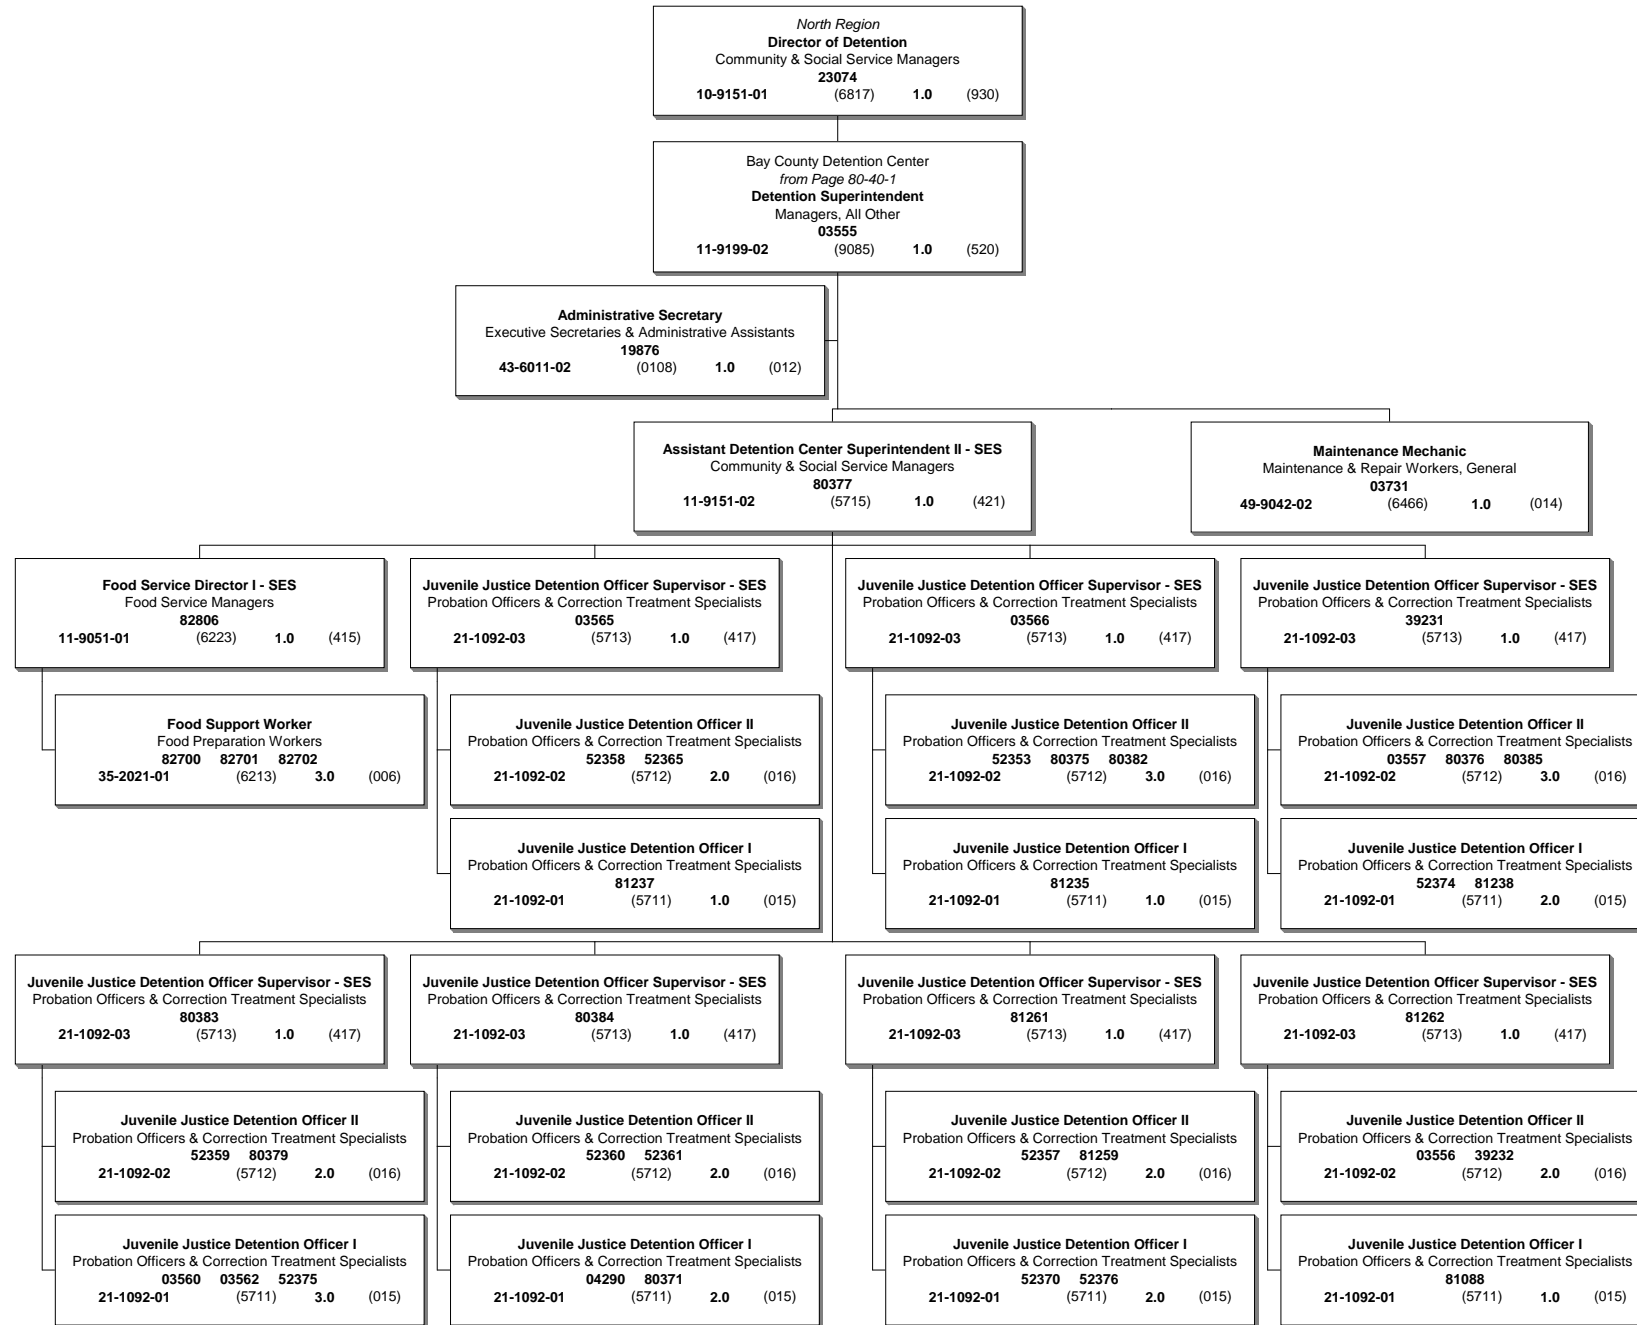 North Region
Director of Detention
Community & Social Service Managers
23074
10-9151-01 (6817) 1.0 (930)
Bay County Detention Center
from Page 80-40-1
Detention Superintendent
Managers, All Other
03555
11-9199-02 (9085) 1.0 (520)
Administrative Secretary
Executive Secretaries & Administrative Assistants
19876
43-6011-02 (0108) 1.0 (012)
Assistant Detention Center Superintendent II - SES
Community & Social Service Managers
80377
11-9151-02 (5715) 1.0 (421)
Maintenance Mechanic
Maintenance & Repair Workers, General
03731
49-9042-02 (6466) 1.0 (014)
Food Service Director I - SES
Food Service Managers
82806
11-9051-01 (6223) 1.0 (415)
Food Support Worker
Food Preparation Workers
82700 82701 82702
35-2021-01 (6213) 3.0 (006)
Juvenile Justice Detention Officer Supervisor - SES
Probation Officers & Correction Treatment Specialists
03565
21-1092-03 (5713) 1.0 (417)
Juvenile Justice Detention Officer II
Probation Officers & Correction Treatment Specialists
52358 52365
21-1092-02 (5712) 2.0 (016)
Juvenile Justice Detention Officer I
Probation Officers & Correction Treatment Specialists
81237
21-1092-01 (5711) 1.0 (015)
Juvenile Justice Detention Officer Supervisor - SES
Probation Officers & Correction Treatment Specialists
03566
21-1092-03 (5713) 1.0 (417)
Juvenile Justice Detention Officer II
Probation Officers & Correction Treatment Specialists
52353 80375 80382
21-1092-02 (5712) 3.0 (016)
Juvenile Justice Detention Officer I
Probation Officers & Correction Treatment Specialists
81235
21-1092-01 (5711) 1.0 (015)
Juvenile Justice Detention Officer Supervisor - SES
Probation Officers & Correction Treatment Specialists
39231
21-1092-03 (5713) 1.0 (417)
Juvenile Justice Detention Officer II
Probation Officers & Correction Treatment Specialists
03557 80376 80385
21-1092-02 (5712) 3.0 (016)
Juvenile Justice Detention Officer I
Probation Officers & Correction Treatment Specialists
52374 81238
21-1092-01 (5711) 2.0 (015)
Juvenile Justice Detention Officer Supervisor - SES
Probation Officers & Correction Treatment Specialists
80383
21-1092-03 (5713) 1.0 (417)
Juvenile Justice Detention Officer II
Probation Officers & Correction Treatment Specialists
52359 80379
21-1092-02 (5712) 2.0 (016)
Juvenile Justice Detention Officer I
Probation Officers & Correction Treatment Specialists
03560 03562 52375
21-1092-01 (5711) 3.0 (015)
Juvenile Justice Detention Officer Supervisor - SES
Probation Officers & Correction Treatment Specialists
80384
21-1092-03 (5713) 1.0 (417)
Juvenile Justice Detention Officer II
Probation Officers & Correction Treatment Specialists
52360 52361
21-1092-02 (5712) 2.0 (016)
Juvenile Justice Detention Officer I
Probation Officers & Correction Treatment Specialists
04290 80371
21-1092-01 (5711) 2.0 (015)
Juvenile Justice Detention Officer Supervisor - SES
Probation Officers & Correction Treatment Specialists
81261
21-1092-03 (5713) 1.0 (417)
Juvenile Justice Detention Officer II
Probation Officers & Correction Treatment Specialists
52357 81259
21-1092-02 (5712) 2.0 (016)
Juvenile Justice Detention Officer I
Probation Officers & Correction Treatment Specialists
52370 52376
21-1092-01 (5711) 2.0 (015)
Juvenile Justice Detention Officer Supervisor - SES
Probation Officers & Correction Treatment Specialists
81262
21-1092-03 (5713) 1.0 (417)
Juvenile Justice Detention Officer II
Probation Officers & Correction Treatment Specialists
03556 39232
21-1092-02 (5712) 2.0 (016)
Juvenile Justice Detention Officer I
Probation Officers & Correction Treatment Specialists
81088
21-1092-01 (5711) 1.0 (015)